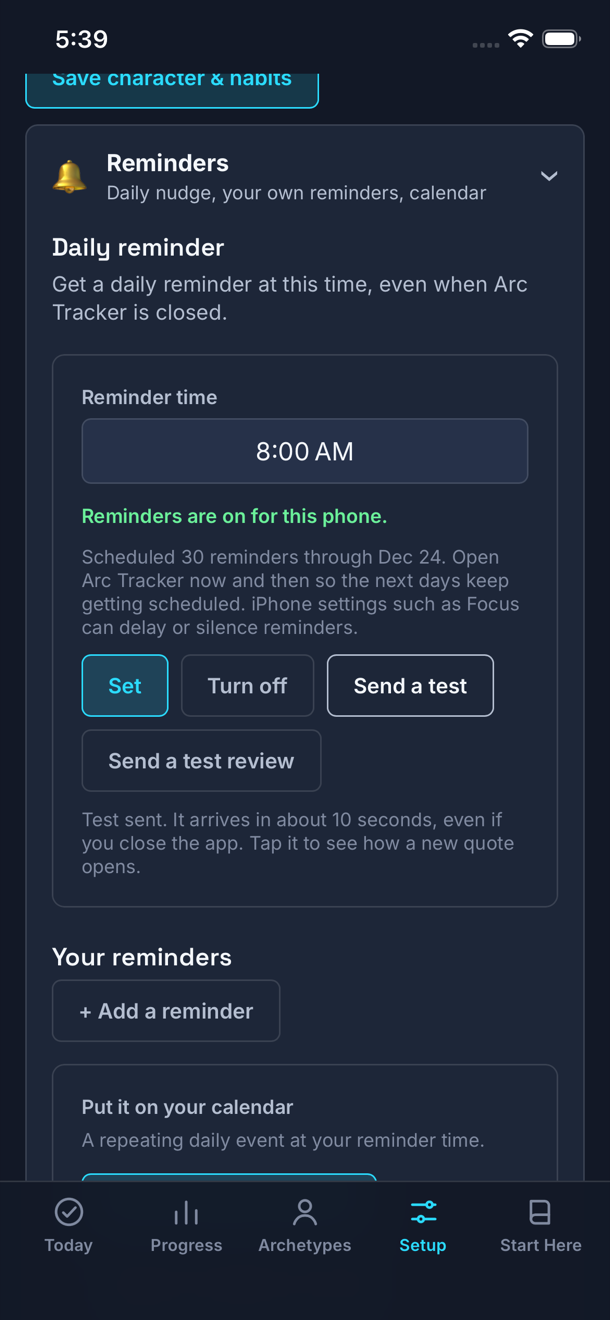 5:39
Save character & habits
Reminders
Daily nudge, your own reminders, calendar
Daily reminder
Get a daily reminder at this time, even when Arc
Tracker is closed.
Reminder time
8:00 AM
Reminders are on for this phone.
Scheduled 30 reminders through Dec 24. Open
Arc Tracker now and then so the next days keep
getting scheduled. iPhone settings such as Focus
can delay or silence reminders.
Set
Turn off
Send a test
Send a test review
Test sent. It arrives in about 10 seconds, even if
you close the app. Tap it to see how a new quote
opens.
Your reminders
+ Add a reminder
Put it on your calendar
A repeating daily event at your reminder time.
Today
Progress
Archetypes
Setup
Start Here